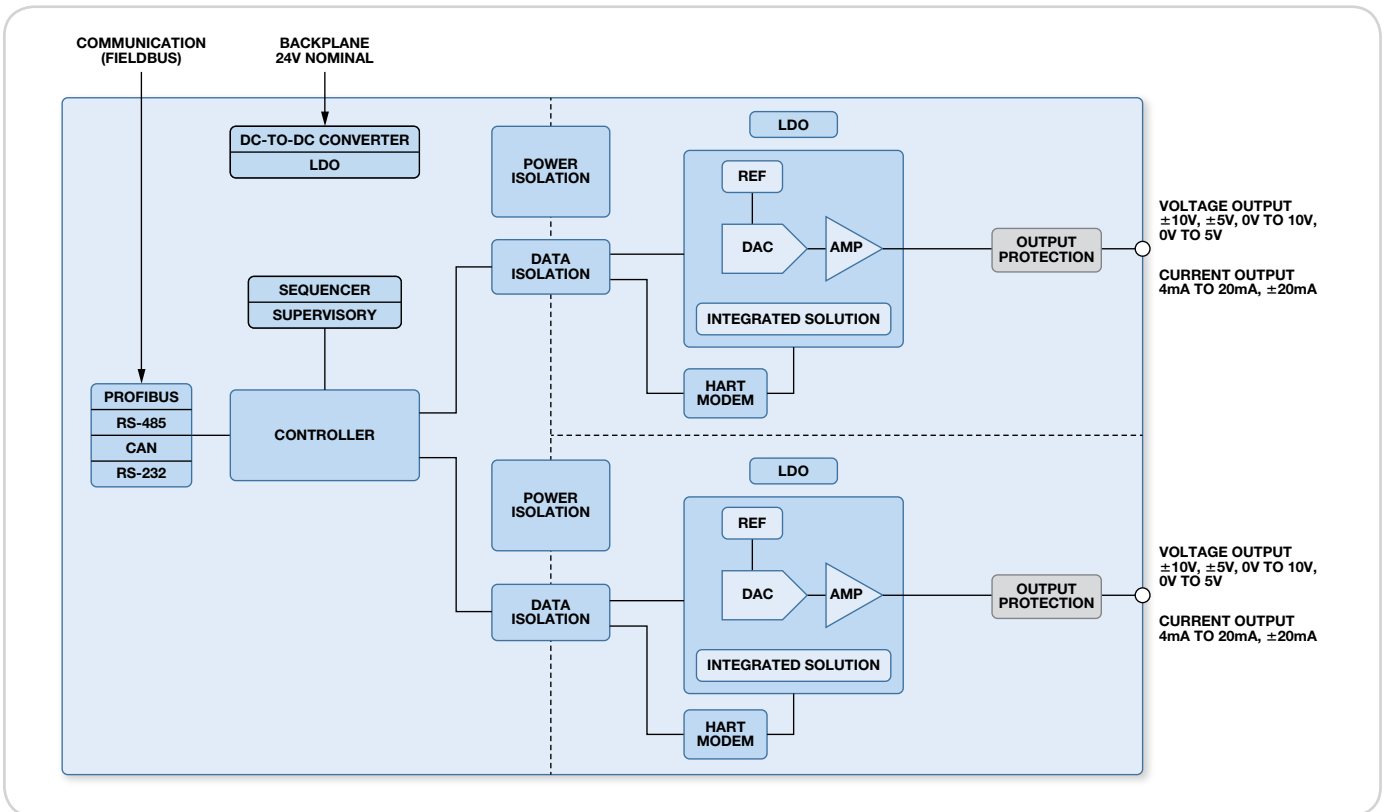 COMMUNICATION
(FIELDBUS)
BACKPLANE
24V NOMINAL
DC-TO-DC CONVERTER
LDO
SEQUENCER
SUPERVISORY
PROFIBUS
RS-485
CAN
RS-232
CONTROLLER
POWER
ISOLATION
DATA
ISOLATION
LDO
REF
DAC
AMP
INTEGRATED SOLUTION
HART
MODEM
OUTPUT
PROTECTION
VOLTAGE OUTPUT
±10V, ±5V, 0V TO 10V,
0V TO 5V
CURRENT OUTPUT
4mA TO 20mA, ±20mA
POWER
ISOLATION
DATA
ISOLATION
LDO
REF
DAC
AMP
INTEGRATED SOLUTION
HART
MODEM
OUTPUT
PROTECTION
VOLTAGE OUTPUT
±10V, ±5V, 0V TO 10V,
0V TO 5V
CURRENT OUTPUT
4mA TO 20mA, ±20mA